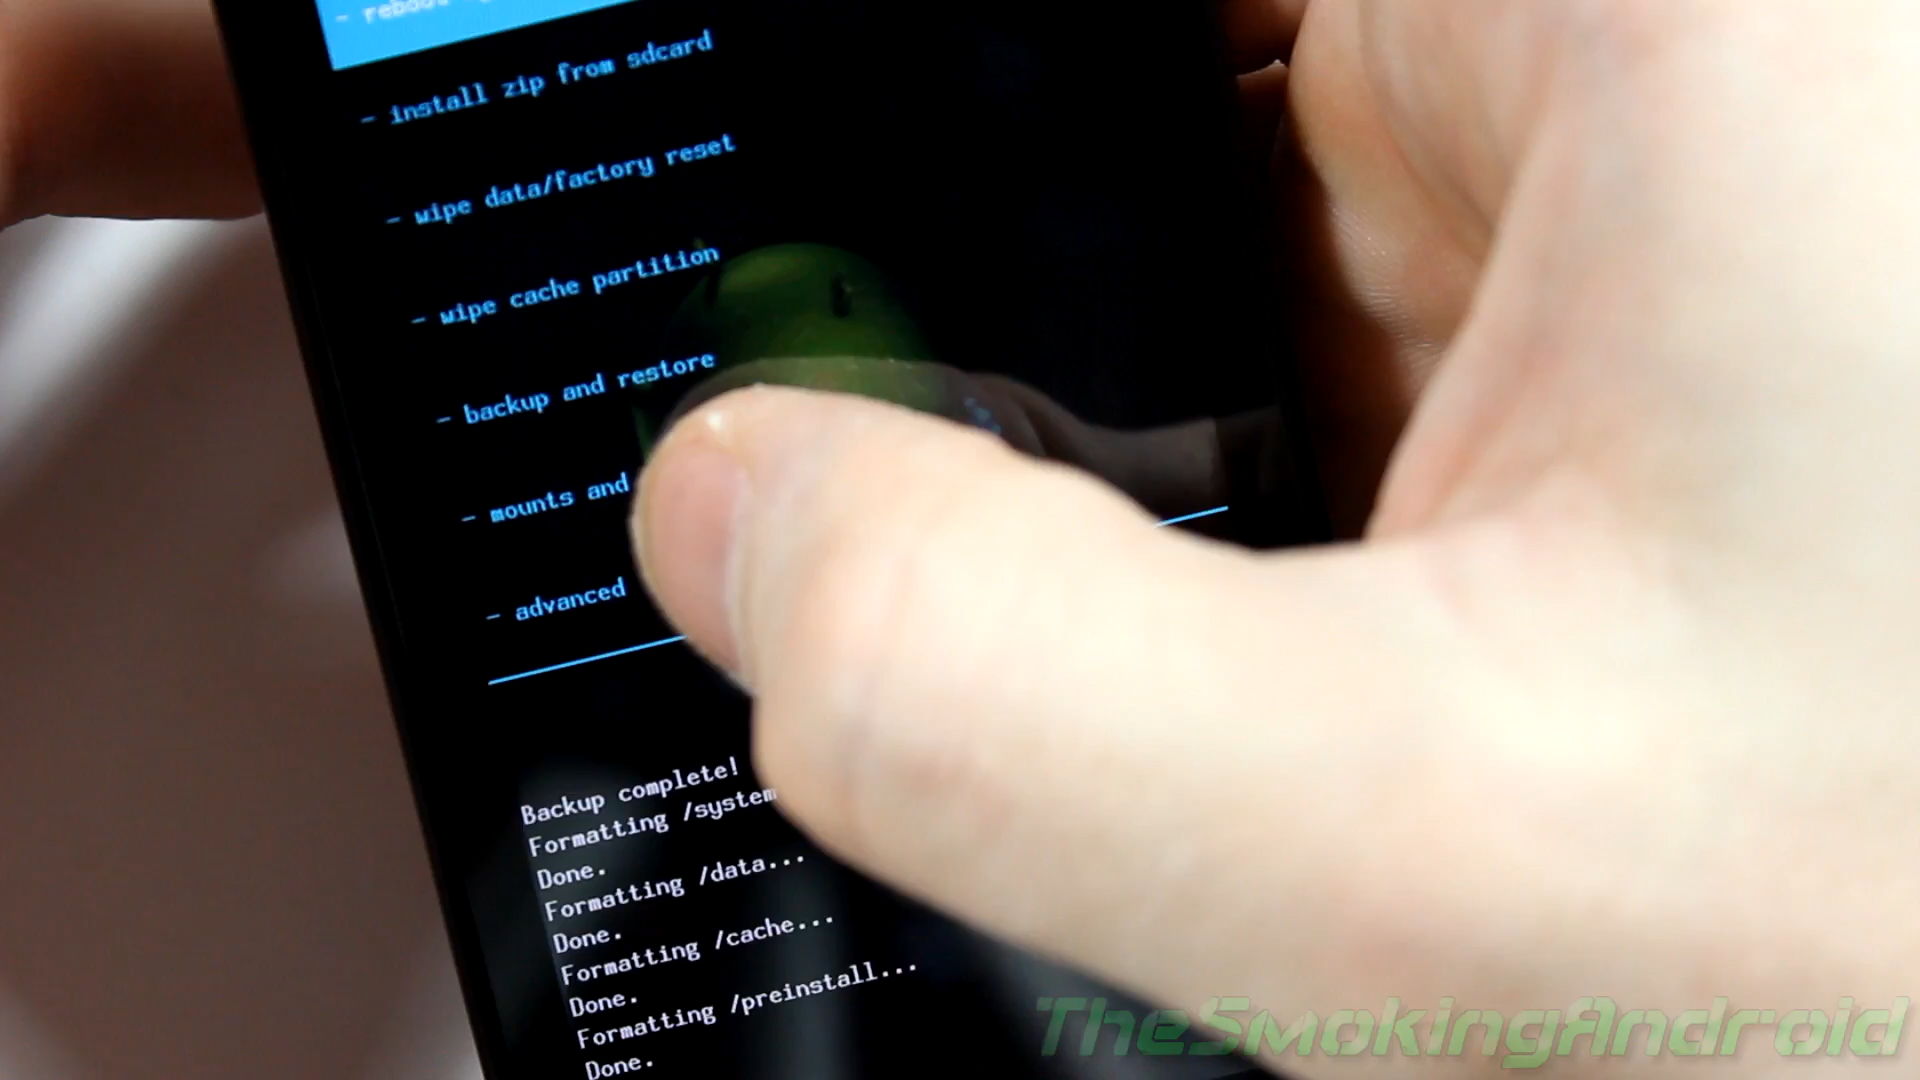 - reboot
- install zip from sdcard
- wipe data/factory reset
- wipe cache partition
- backup and restore
- mounts and
- advanced
Backup complete!
Formatting /system
Done.
Formatting /data...
Done.
Formatting /cache...
Done.
Formatting /preinstall...
Done.
TheSmokingAndroid